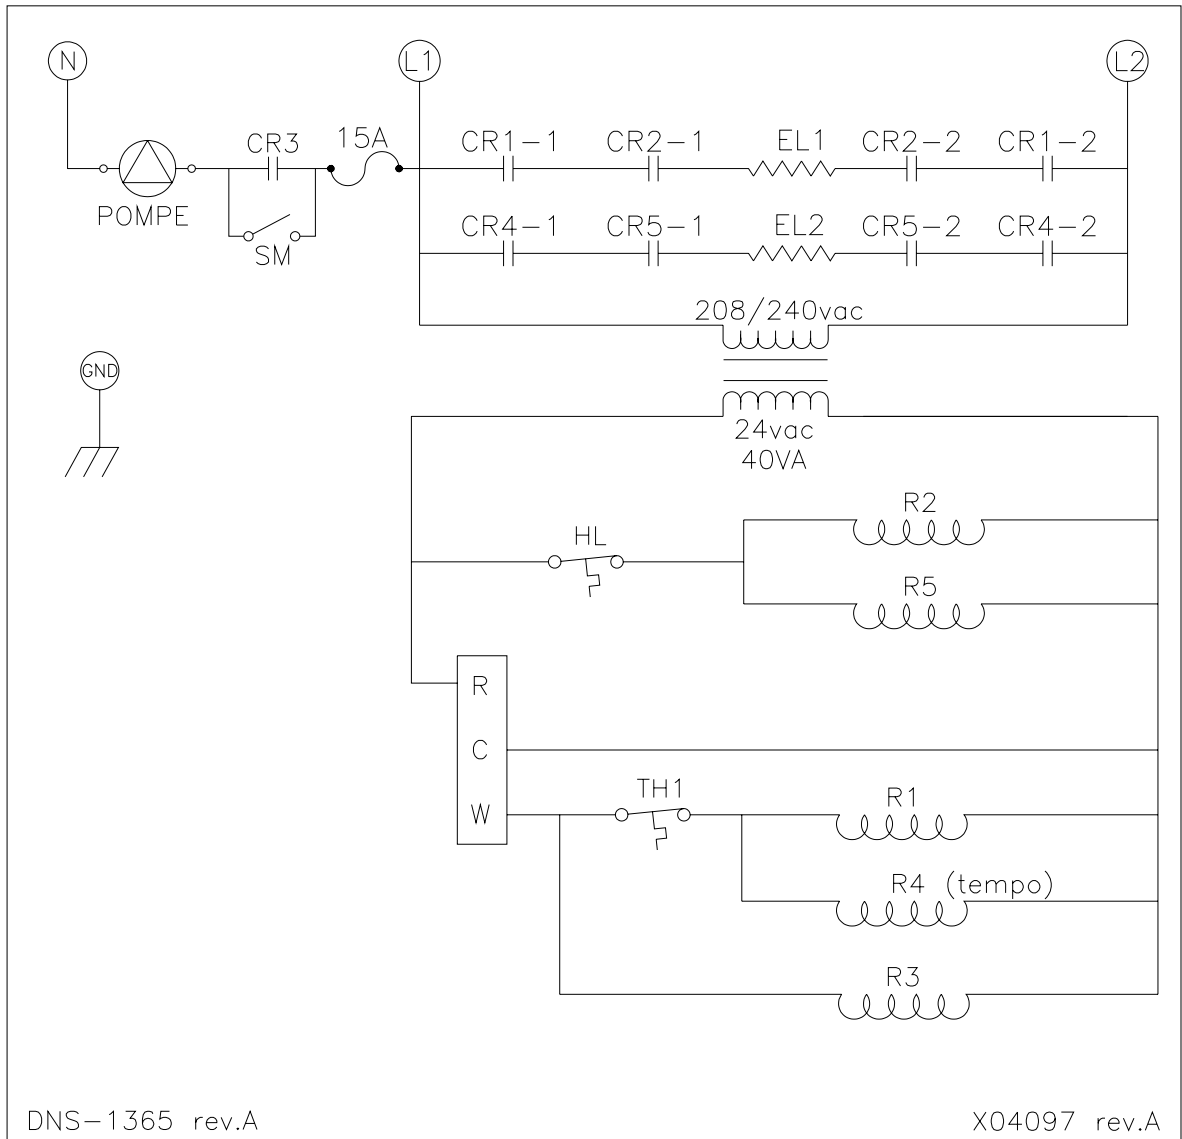 N
L1
L2
CR3
15A
CR1-1
CR2-1
EL1
CR2-2
CR1-2
POMPE
SM
CR4-1
CR5-1
EL2
CR5-2
CR4-2
208/240vac
GND
24vac
40VA
R2
HL
R5
R
C
TH1
R1
W
R4 (tempo)
R3
DNS-1365 rev.A
X04097 rev.A